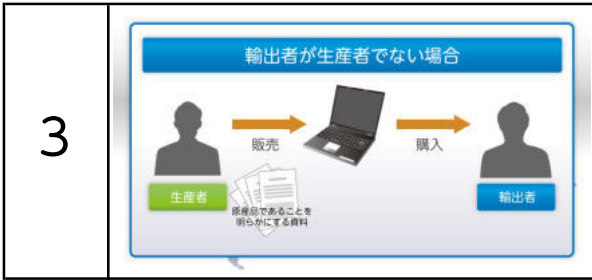 3
輸出者が生産者でない場合
販売
購入
生産者
原産品であることを
明らかにする資料
輸出者